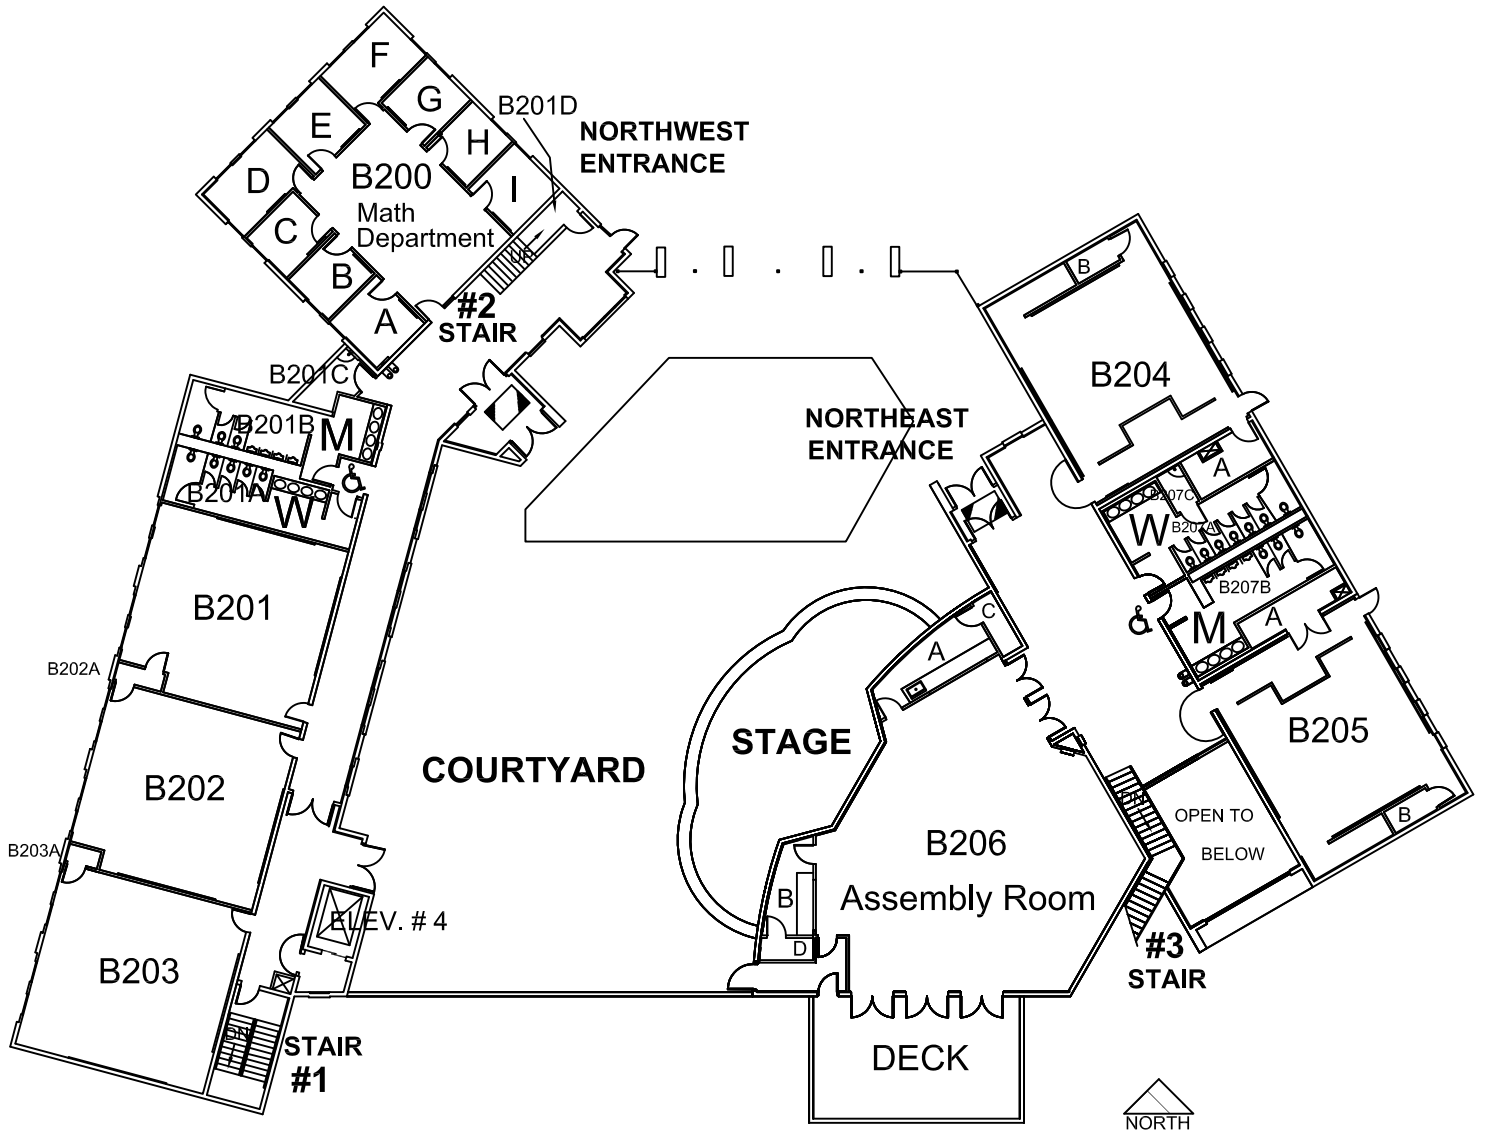 F
G
B201D
E
H
NORTHWEST
ENTRANCE
D
B200
I
C
Math
Department
B
UP
A
#2
STAIR
B
B201C
B204
B201B
M
NORTHEAST
ENTRANCE
A
B201A
W
B207C
W
B207A
B207B
B201
C
M
A
A
B202A
STAGE
B205
COURTYARD
B202
DN
OPEN TO
BELOW
B
B203A
B206
Assembly Room
B
ELEV. # 4
D
#3
STAIR
B203
DN
STAIR
#1
DECK
NORTH